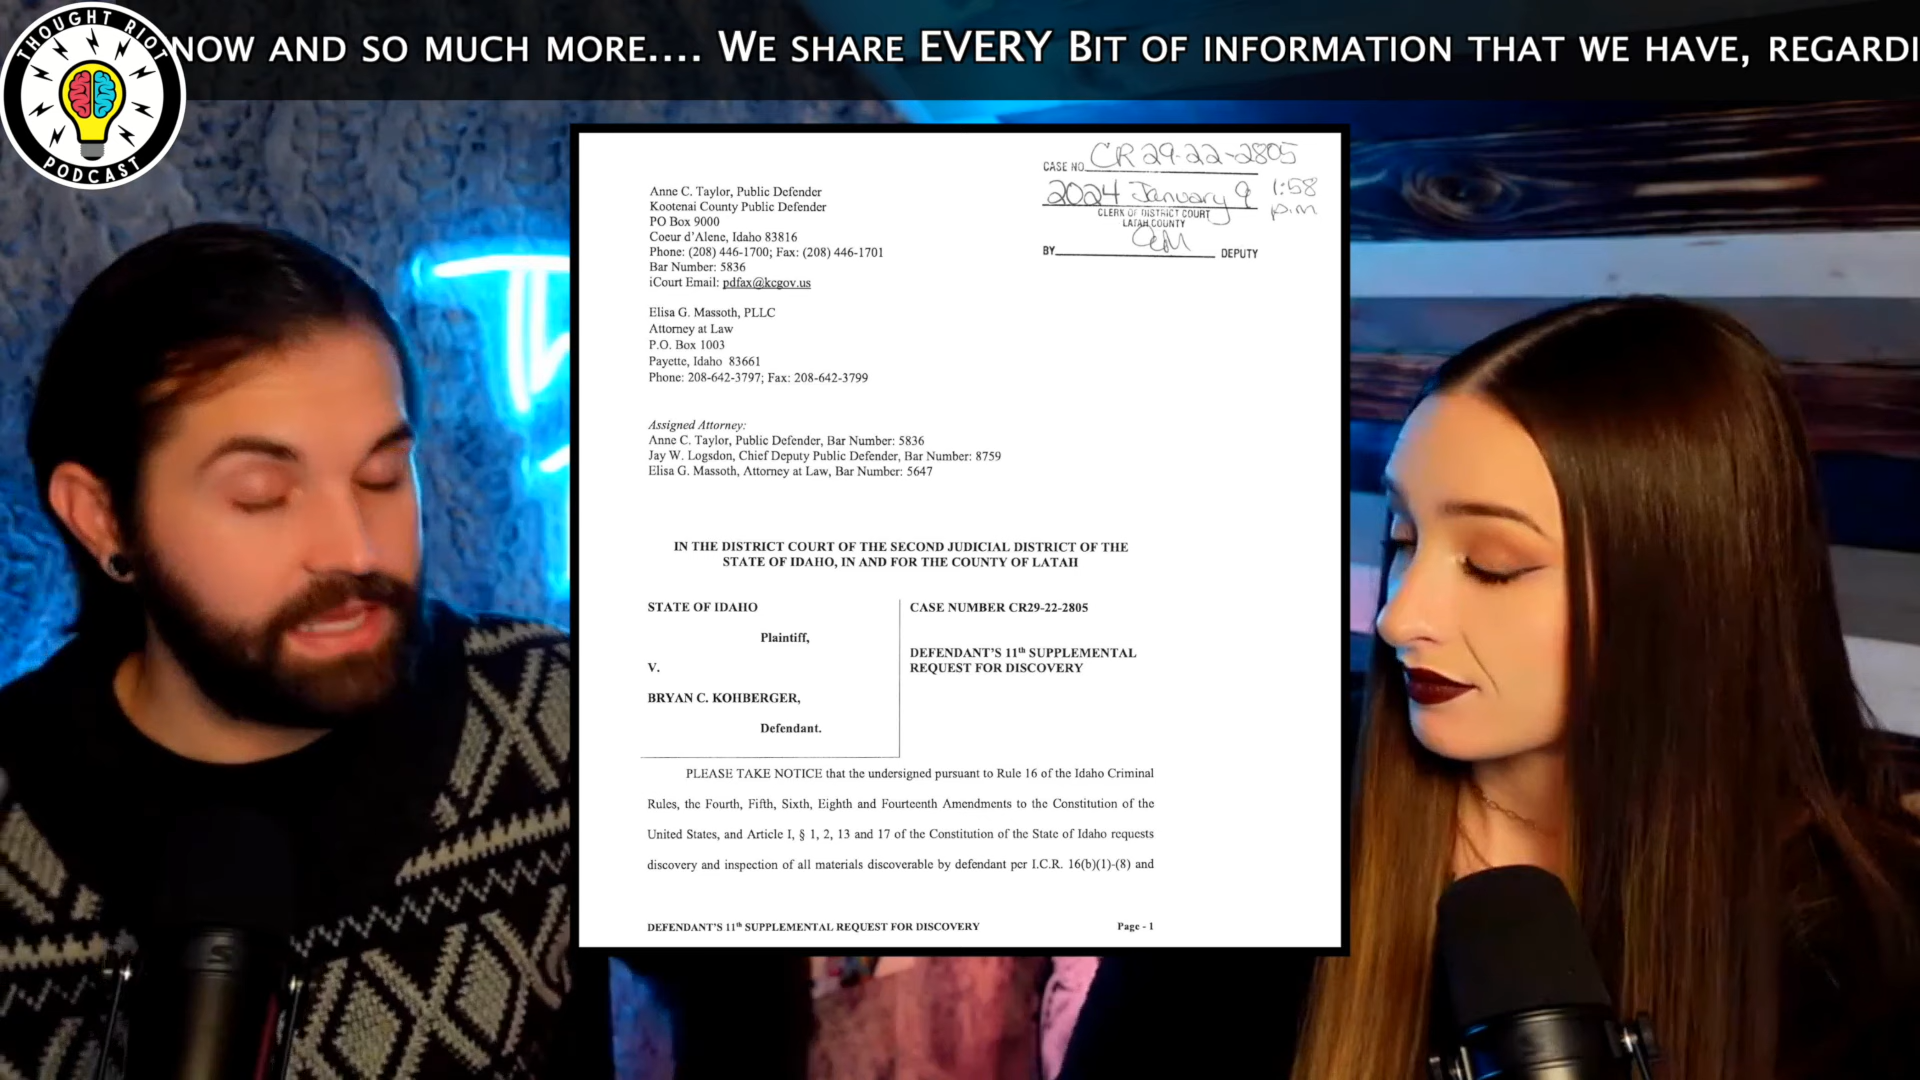 THOUGHT RIOT
PODCAST
NOW AND SO MUCH MORE.... WE SHARE EVERY BIT OF INFORMATION THAT WE HAVE, REGARDI
Anne C. Taylor, Public Defender
Kootenai County Public Defender
PO Box 9000
Coeur d'Alene, Idaho 83816
Phone: (208) 446-1700; Fax: (208) 446-1701
Bar Number: 5836
iCourt Email: pdfax@kcgov.us
CASE NO. CR 29-22-2805
2024 January 9 1:58 p.m
CLERK OF DISTRICT COURT
LATAH COUNTY
BY DEPUTY
Elisa G. Massoth, PLLC
Attorney at Law
P.O. Box 1003
Payette, Idaho 83661
Phone: 208-642-3797; Fax: 208-642-3799
Assigned Attorney:
Anne C. Taylor, Public Defender, Bar Number: 5836
Jay W. Logsdon, Chief Deputy Public Defender, Bar Number: 8759
Elisa G. Massoth, Attorney at Law, Bar Number: 5647
IN THE DISTRICT COURT OF THE SECOND JUDICIAL DISTRICT OF THE
STATE OF IDAHO, IN AND FOR THE COUNTY OF LATAH
STATE OF IDAHO
Plaintiff,
V.
BRYAN C. KOHBERGER,
Defendant.
CASE NUMBER CR29-22-2805
DEFENDANT'S 11th SUPPLEMENTAL
REQUEST FOR DISCOVERY
PLEASE TAKE NOTICE that the undersigned pursuant to Rule 16 of the Idaho Criminal
Rules, the Fourth, Fifth, Sixth, Eighth and Fourteenth Amendments to the Constitution of the
United States, and Article I, § 1, 2, 13 and 17 of the Constitution of the State of Idaho requests
discovery and inspection of all materials discoverable by defendant per I.C.R. 16(b)(1)-(8) and
DEFENDANT'S 11th SUPPLEMENTAL REQUEST FOR DISCOVERY Page - 1